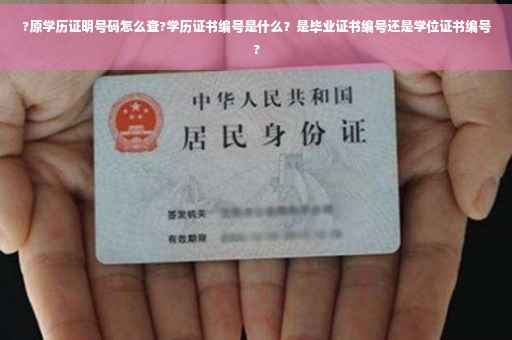 ?原学历证明号码怎么查?学历证书编号是什么？是毕业证书编号还是学位证书编号
?
中华人民共和国
居民身份证
签发机关
有效期限